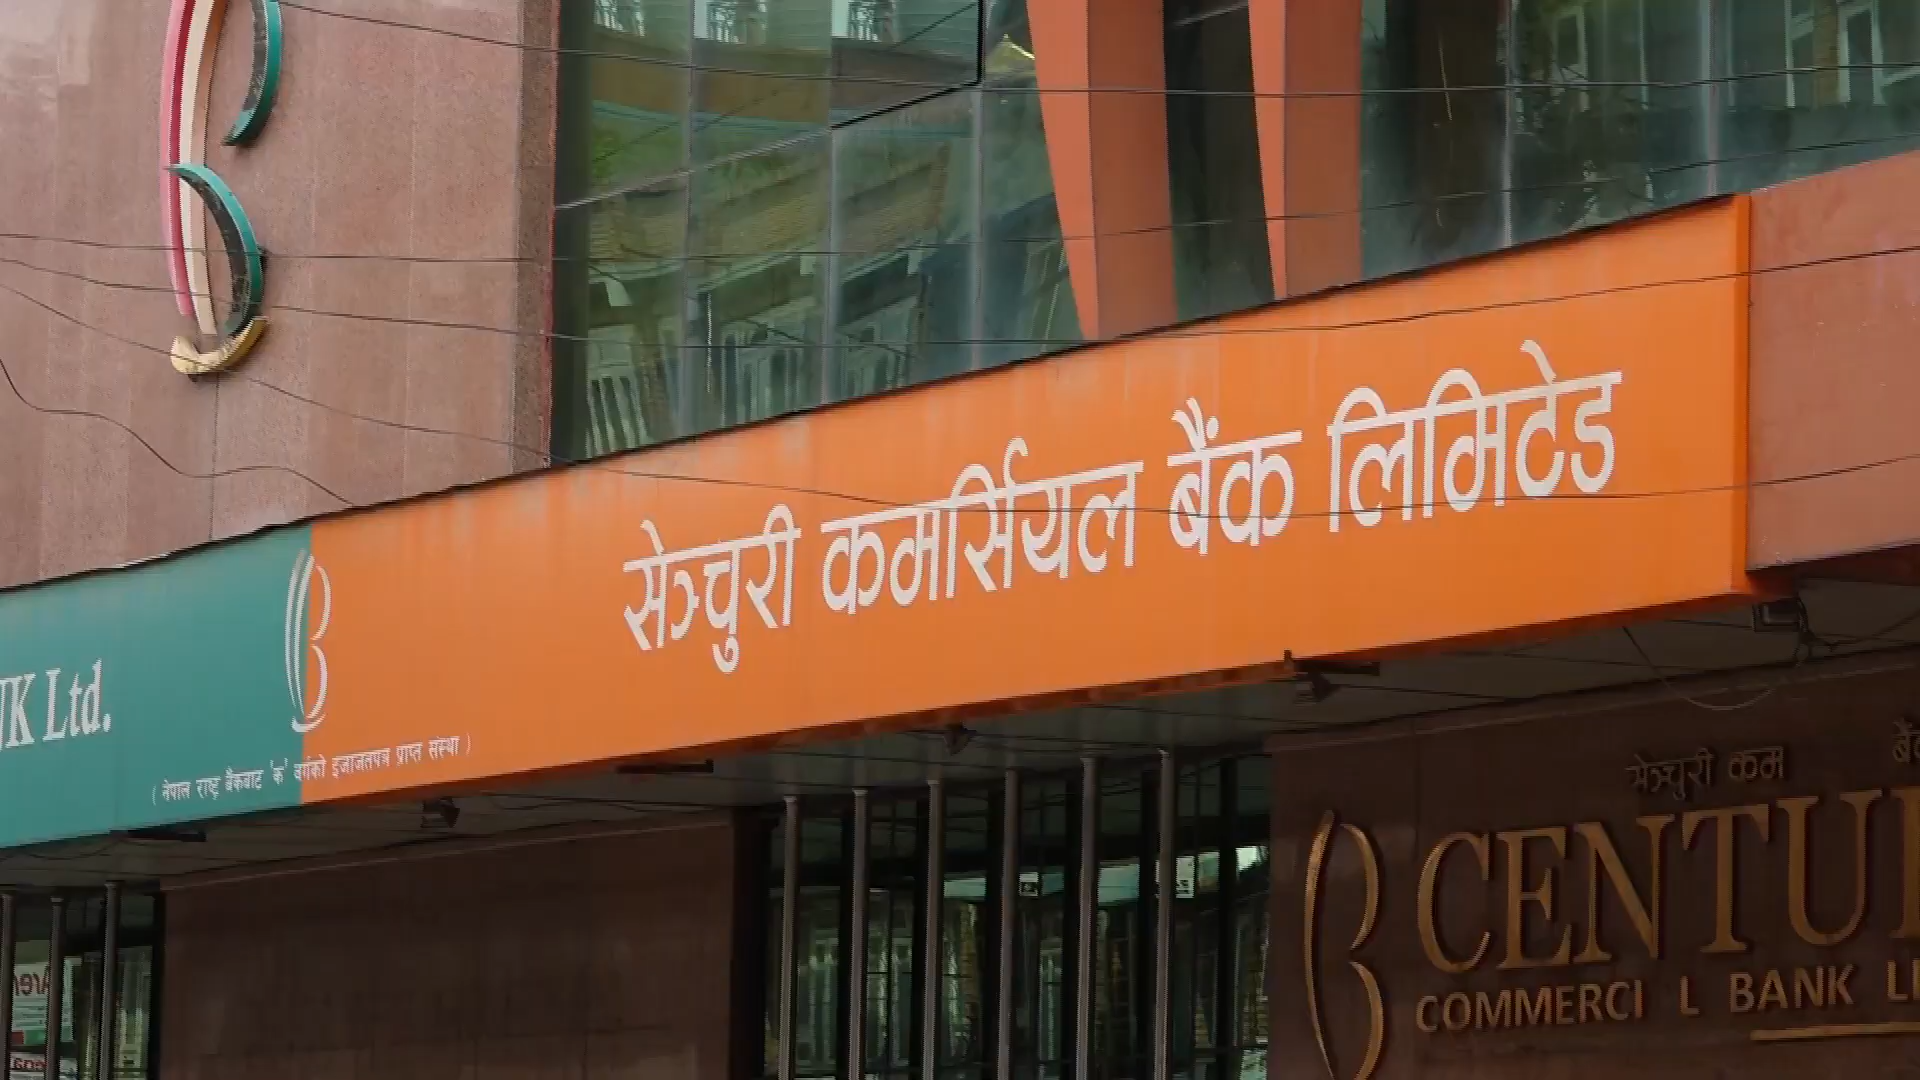 Ltd.
सेञ्चुरी कमर्सियल बैंक लिमिटेड
( नेपाल राष्ट्र बैंकबाट 'क' वर्गको इजाजतपत्र प्राप्त संस्था )
सेञ्चुरी कम
CENTU
COMMERCI L BANK LI